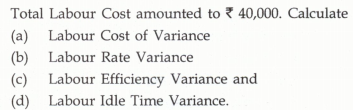 Total Labour Cost amounted to ₹ 40,000. Calculate
(a) Labour Cost of Variance
(b) Labour Rate Variance
(c) Labour Efficiency Variance and
(d) Labour Idle Time Variance.